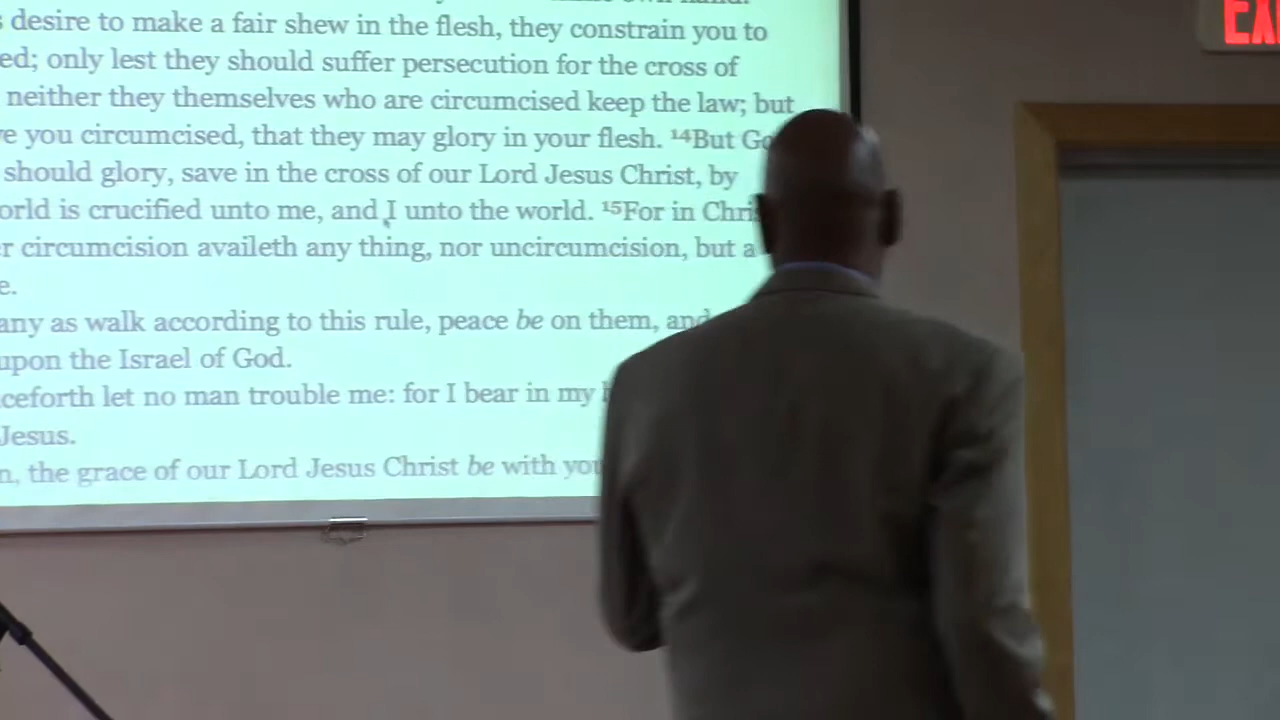 desire to make a fair shew in the flesh, they constrain you to
ed; only lest they should suffer persecution for the cross of
neither they themselves who are circumcised keep the law; but
e you circumcised, that they may glory in your flesh. ¹⁴But Go
should glory, save in the cross of our Lord Jesus Christ, by
orld is crucified unto me, and I unto the world. ¹⁵For in Chri
r circumcision availeth any thing, nor uncircumcision, but a
e.
any as walk according to this rule, peace be on them, and
upon the Israel of God.
ceforth let no man trouble me: for I bear in my
Jesus.
n, the grace of our Lord Jesus Christ be with you
EX